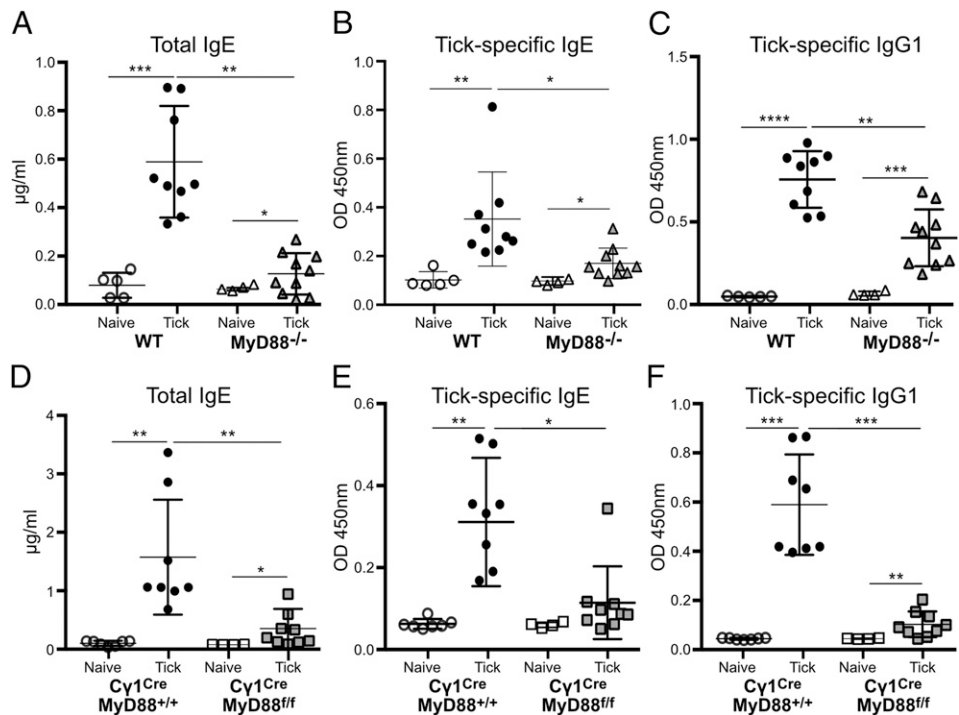 A
Total IgE
µg/ml
1.0
0.8
0.6
0.4
0.2
0.0
***
**
*
Naive Tick Naive Tick
WT MyD88-/-
B
Tick-specific IgE
OD 450nm
1.0
0.8
0.6
0.4
0.2
0.0
**
*
*
Naive Tick Naive Tick
WT MyD88-/-
C
Tick-specific IgG1
OD 450nm
1.5
1.0
0.5
0.0
****
**
***
Naive Tick Naive Tick
WT MyD88-/-
D
Total IgE
µg/ml
4
3
2
1
0
**
**
*
Naive Tick Naive Tick
Cγ1Cre Cγ1Cre
MyD88+/+ MyD88f/f
E
Tick-specific IgE
OD 450nm
0.6
0.4
0.2
0.0
**
*
Naive Tick Naive Tick
Cγ1Cre Cγ1Cre
MyD88+/+ MyD88f/f
F
Tick-specific IgG1
OD 450nm
1.0
0.8
0.6
0.4
0.2
0.0
***
***
**
Naive Tick Naive Tick
Cγ1Cre Cγ1Cre
MyD88+/+ MyD88f/f